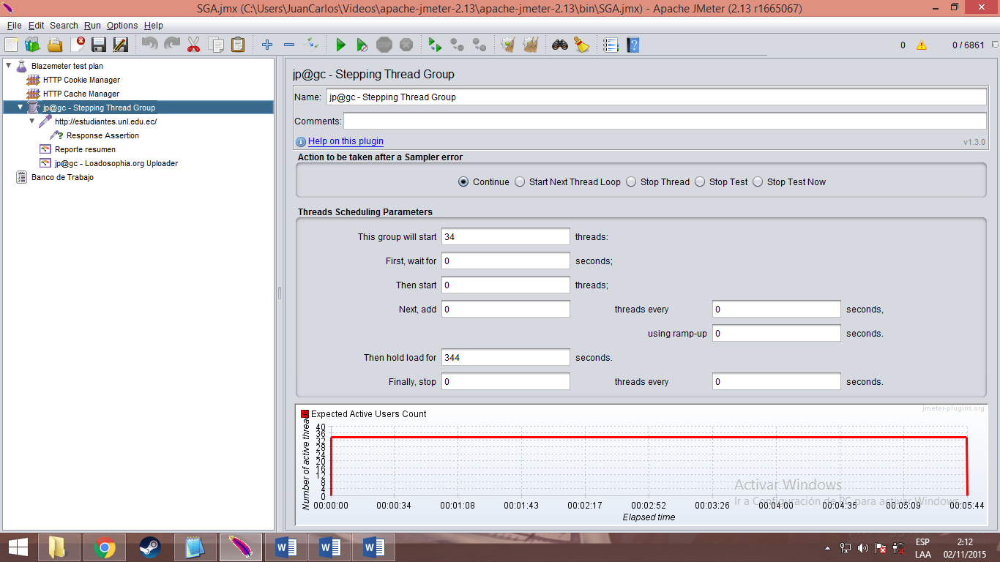 SGA.jmx (C:\Users\JuanCarlos\Videos\apache-jmeter-2.13\apache-jmeter-2.13\bin\SGA.jmx) - Apache JMeter (2.13 r1665067)
File Edit Search Run Options Help
0 0 / 6861
Blazemeter test plan
HTTP Cookie Manager
HTTP Cache Manager
jp@gc - Stepping Thread Group
http://estudiantes.unl.edu.ec/
Response Assertion
Reporte resumen
jp@gc - Loadosophia.org Uploader
Banco de Trabajo
jp@gc - Stepping Thread Group
Name: jp@gc - Stepping Thread Group
Comments:
Help on this plugin v1.3.0
Action to be taken after a Sampler error
Continue Start Next Thread Loop Stop Thread Stop Test Stop Test Now
Threads Scheduling Parameters
This group will start 34 threads:
First, wait for 0 seconds;
Then start 0 threads;
Next, add 0 threads every 0 seconds,
using ramp-up 0 seconds.
Then hold load for 344 seconds.
Finally, stop 0 threads every 0 seconds.
jmeter-plugins.org
Expected Active Users Count
Number of active threads
40
36
32
28
24
20
16
12
8
4
0
00:00:00 00:00:34 00:01:08 00:01:43 00:02:17 00:02:52 00:03:26 00:04:00 00:04:35 00:05:09 00:05:44
Elapsed time
Activar Windows
Ir a Configuración de PC para activar Windows.
ESP 2:12
LAA 02/11/2015